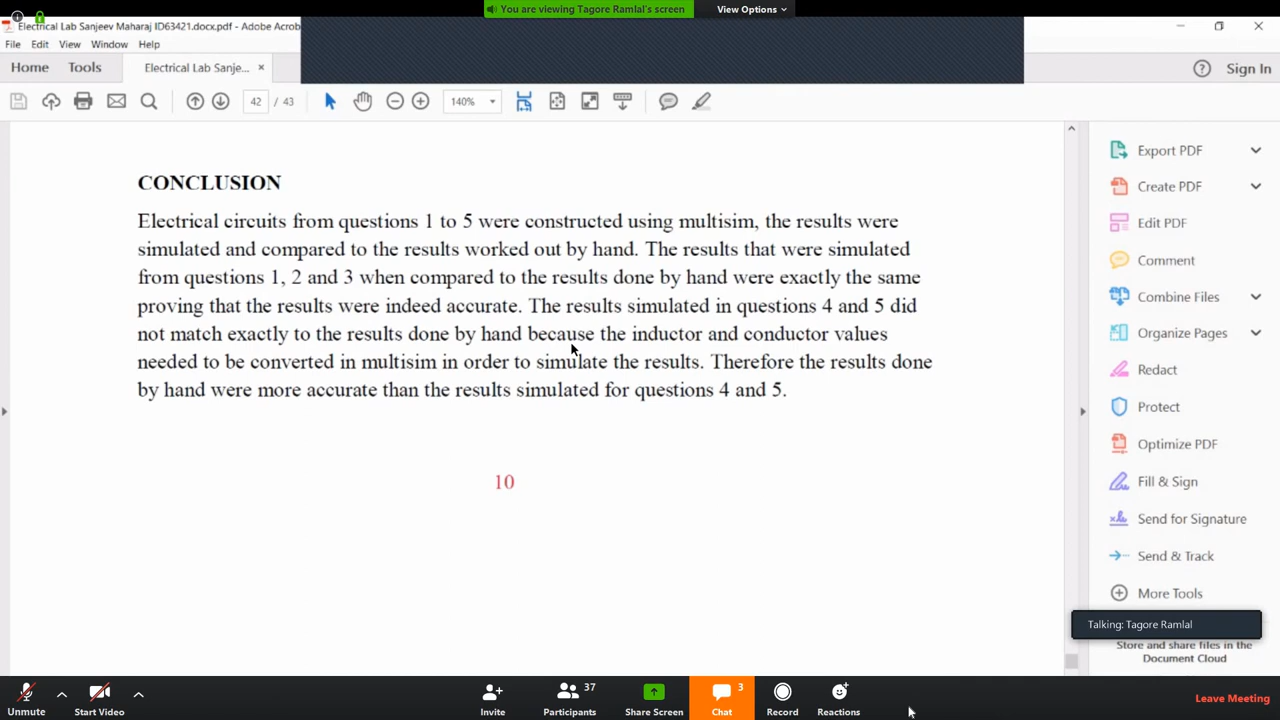 You are viewing Tagore Ramlal's screen
View Options
Electrical Lab Sanjeev Maharaj ID63421.docx.pdf - Adobe Acrob
File Edit View Window Help
Home Tools Electrical Lab Sanje... ×
Sign In
42 / 43
140%
CONCLUSION
Electrical circuits from questions 1 to 5 were constructed using multisim, the results were
simulated and compared to the results worked out by hand. The results that were simulated
from questions 1, 2 and 3 when compared to the results done by hand were exactly the same
proving that the results were indeed accurate. The results simulated in questions 4 and 5 did
not match exactly to the results done by hand because the inductor and conductor values
needed to be converted in multisim in order to simulate the results. Therefore the results done
by hand were more accurate than the results simulated for questions 4 and 5.
10
Export PDF
Create PDF
Edit PDF
Comment
Combine Files
Organize Pages
Redact
Protect
Optimize PDF
Fill & Sign
Send for Signature
Send & Track
More Tools
Talking: Tagore Ramlal
Store and share files in the
Document Cloud
Unmute
Start Video
Invite
37
Participants
Share Screen
3
Chat
Record
Reactions
Leave Meeting